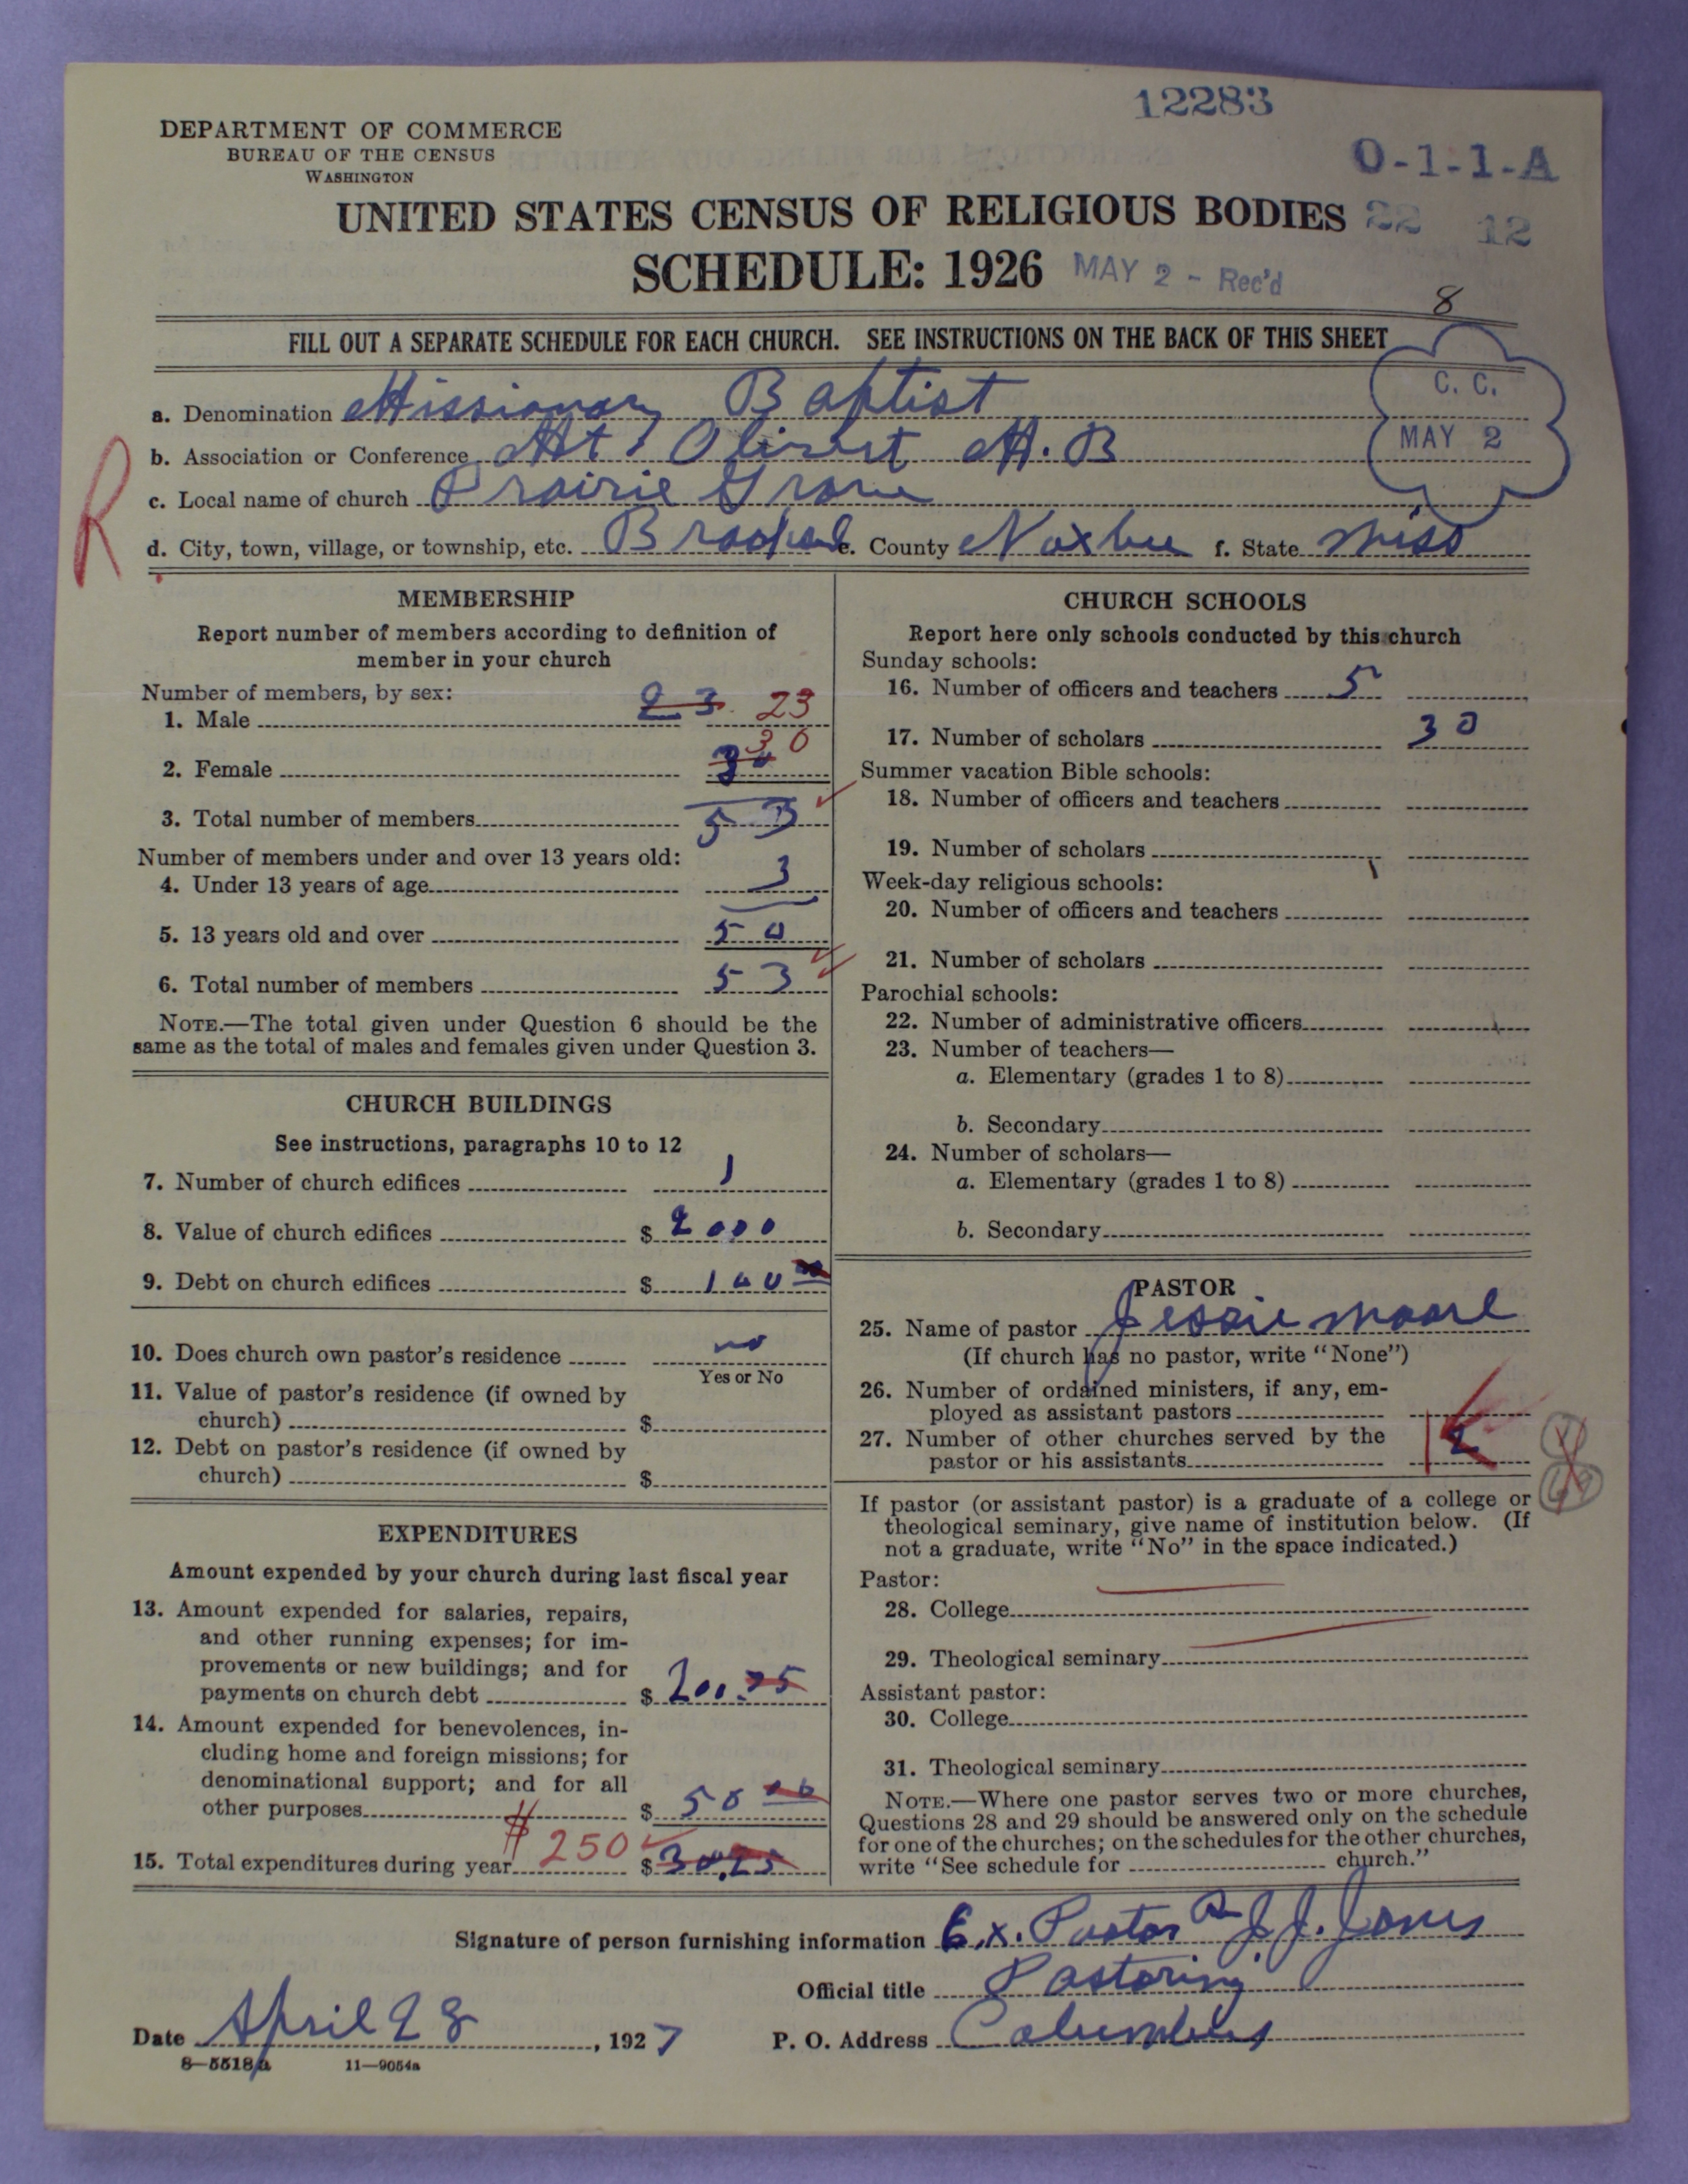 12283
DEPARTMENT OF COMMERCE
BUREAU OF THE CENSUS
WASHINGTON
O-1-1-A
UNITED STATES CENSUS OF RELIGIOUS BODIES 22 12
SCHEDULE: 1926 MAY 2 - Rec'd
8
FILL OUT A SEPARATE SCHEDULE FOR EACH CHURCH. SEE INSTRUCTIONS ON THE BACK OF THIS SHEET
C. C.
MAY 2
R
a. Denomination Missionary Baptist
b. Association or Conference Mt. Olivert M. B
c. Local name of church Prairie Grove
d. City, town, village, or township, etc. e. County Noxbee f. State Miss
MEMBERSHIP
Report number of members according to definition of
member in your church
Number of members, by sex:
1. Male 23 23
2. Female 30 30
3. Total number of members 53
Number of members under and over 13 years old:
4. Under 13 years of age 3
5. 13 years old and over 50
6. Total number of members 53
NOTE.—The total given under Question 6 should be the
same as the total of males and females given under Question 3.
CHURCH BUILDINGS
See instructions, paragraphs 10 to 12
7. Number of church edifices 1
8. Value of church edifices $ 2000
9. Debt on church edifices $ 100 00
10. Does church own pastor's residence no
Yes or No
11. Value of pastor's residence (if owned by
church) $
12. Debt on pastor's residence (if owned by
church) $
EXPENDITURES
Amount expended by your church during last fiscal year
13. Amount expended for salaries, repairs,
and other running expenses; for im-
provements or new buildings; and for
payments on church debt $ 200.25
14. Amount expended for benevolences, in-
cluding home and foreign missions; for
denominational support; and for all
other purposes $ 50 00
15. Total expenditures during year $250 $ 30.25
CHURCH SCHOOLS
Report here only schools conducted by this church
Sunday schools:
16. Number of officers and teachers 5
17. Number of scholars 30
Summer vacation Bible schools:
18. Number of officers and teachers
19. Number of scholars
Week-day religious schools:
20. Number of officers and teachers
21. Number of scholars
Parochial schools:
22. Number of administrative officers
23. Number of teachers—
a. Elementary (grades 1 to 8)
b. Secondary
24. Number of scholars—
a. Elementary (grades 1 to 8)
b. Secondary
PASTOR
25. Name of pastor Jessie Moore
(If church has no pastor, write "None")
26. Number of ordained ministers, if any, em-
ployed as assistant pastors
27. Number of other churches served by the
pastor or his assistants 2
If pastor (or assistant pastor) is a graduate of a college or
theological seminary, give name of institution below. (If
not a graduate, write "No" in the space indicated.)
Pastor:
28. College
29. Theological seminary
Assistant pastor:
30. College
31. Theological seminary
NOTE.—Where one pastor serves two or more churches,
Questions 28 and 29 should be answered only on the schedule
for one of the churches; on the schedules for the other churches,
write "See schedule for church."
Signature of person furnishing information Ex. Pastor J. J. Jones
Official title Pastoring
Date April 28, 1927 P. O. Address Columbus
8—5518a 11—9054a